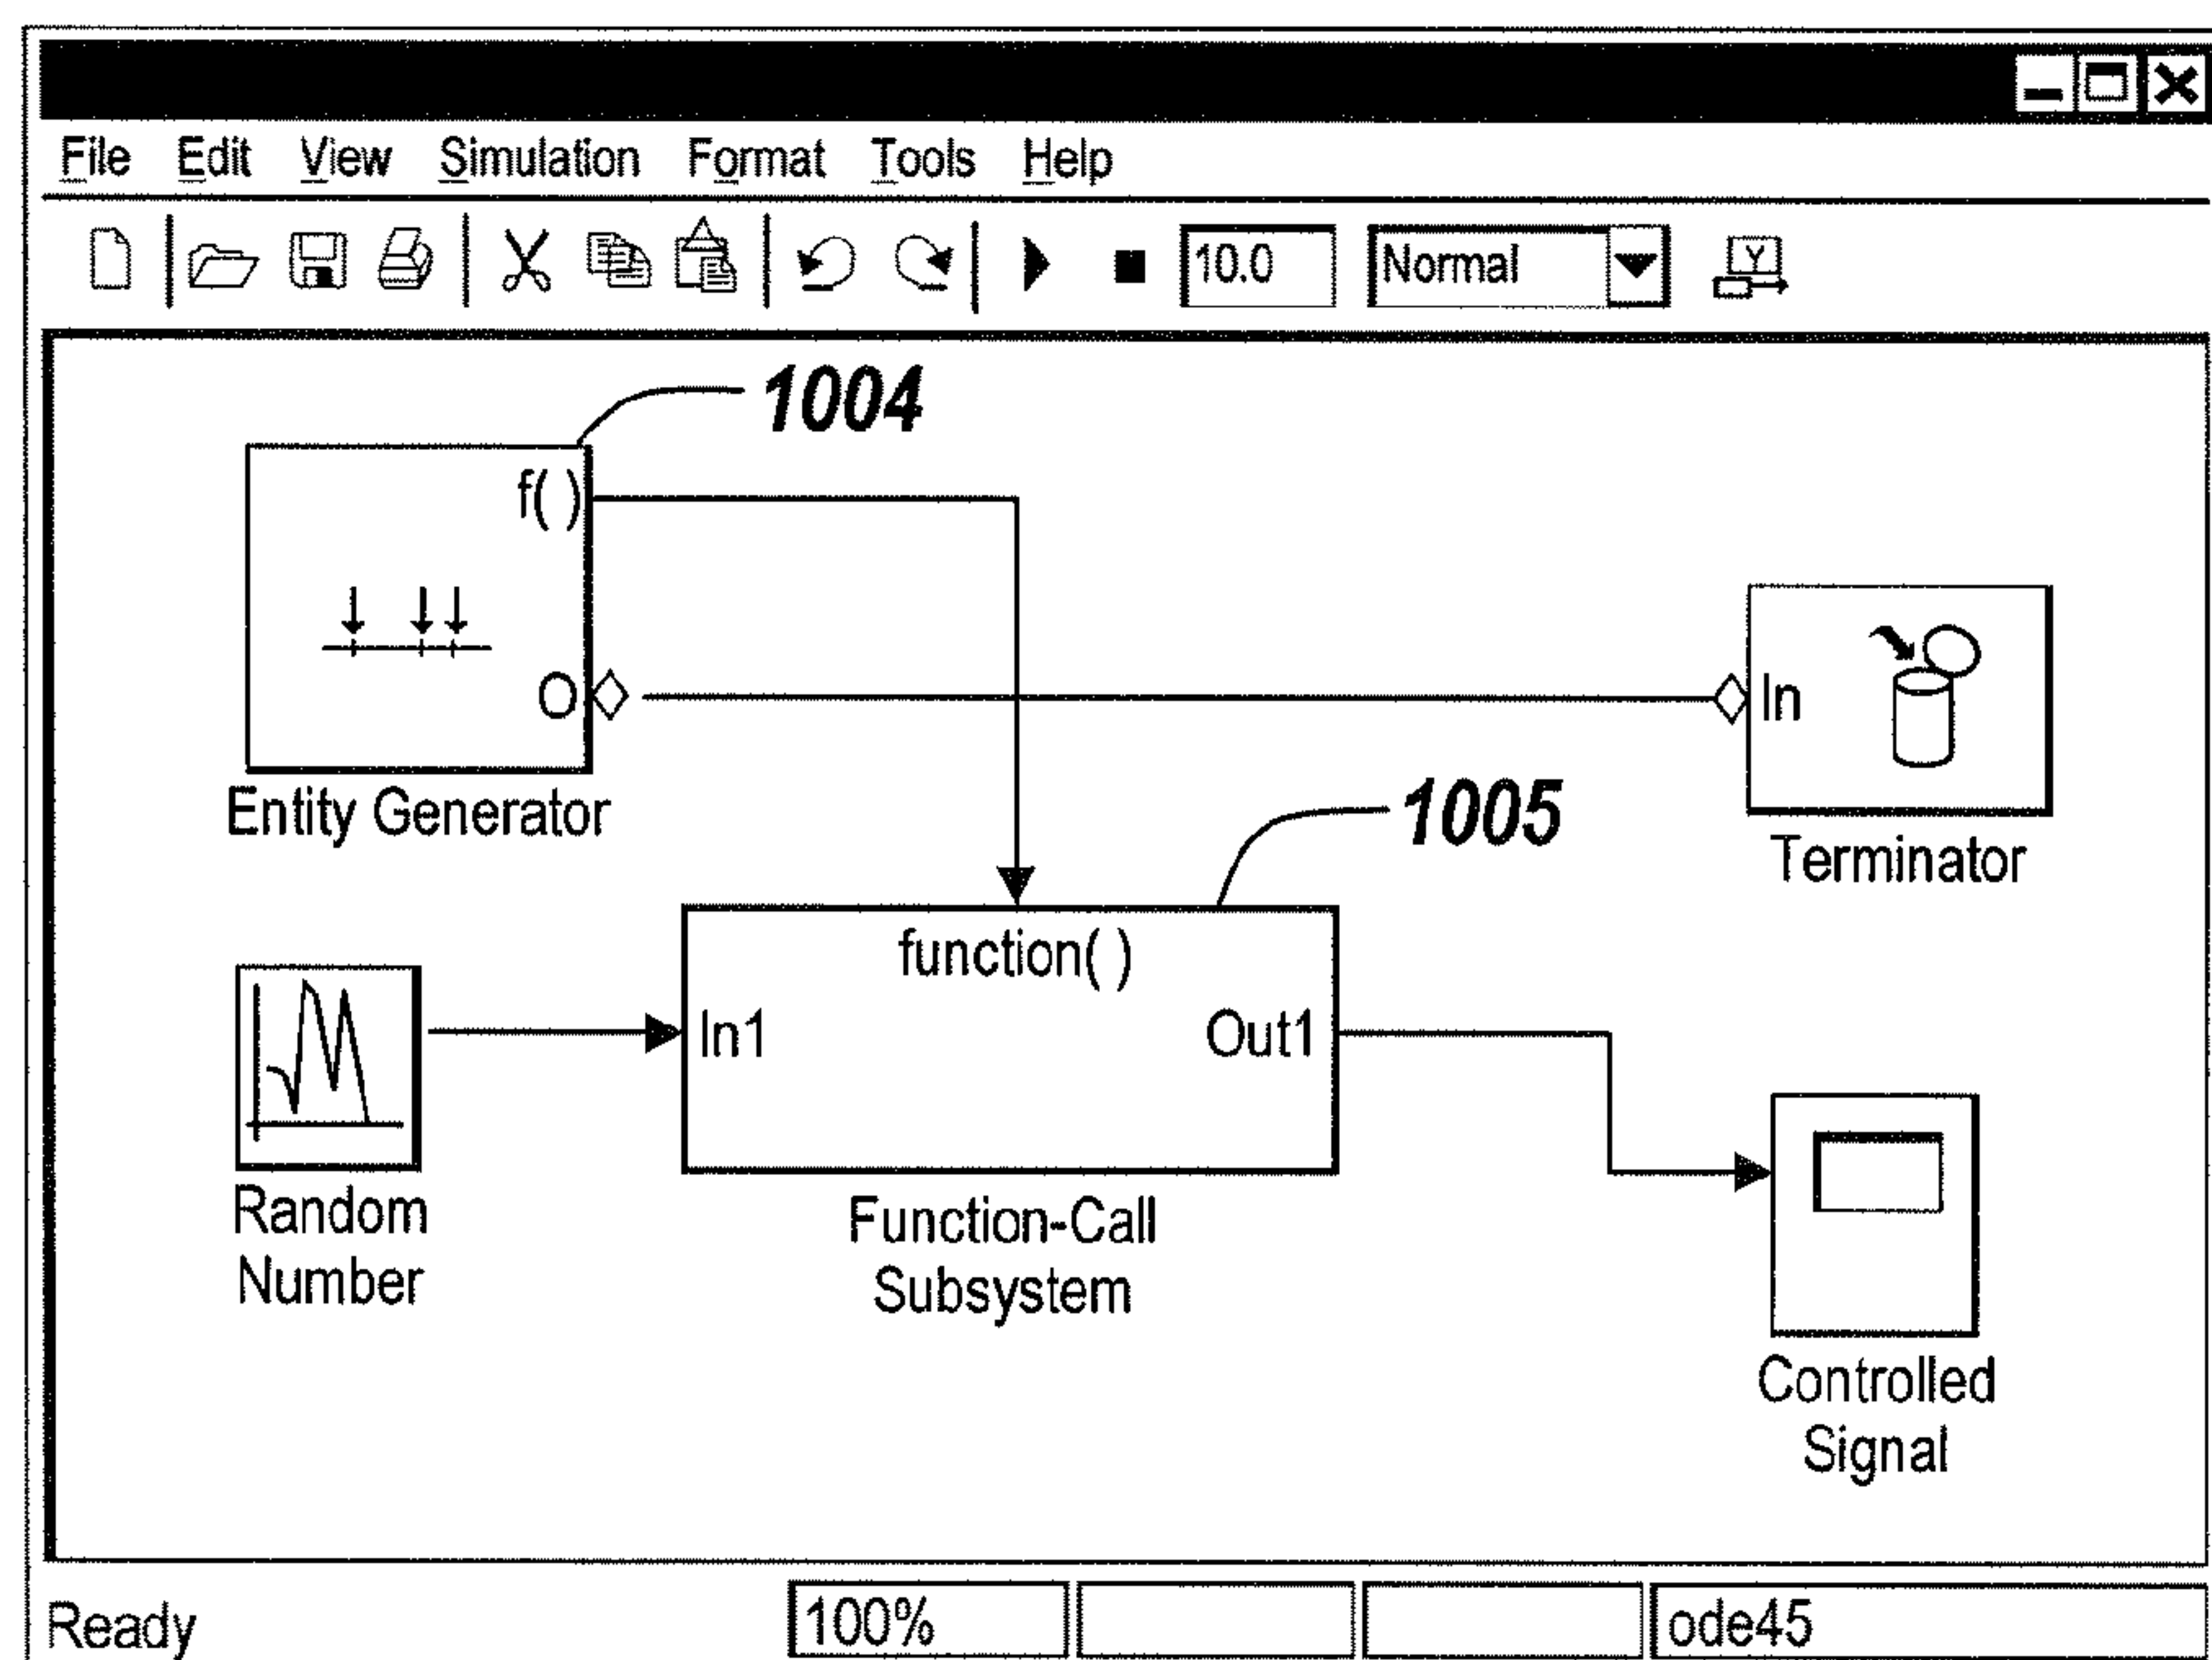 File Edit View Simulation Format Tools Help
10.0 Normal Y
1004
f( )
O
In
Entity Generator
Terminator
1005
function( )
In1
Out1
Random
Number
Function-Call
Subsystem
Controlled
Signal
Ready 100% ode45